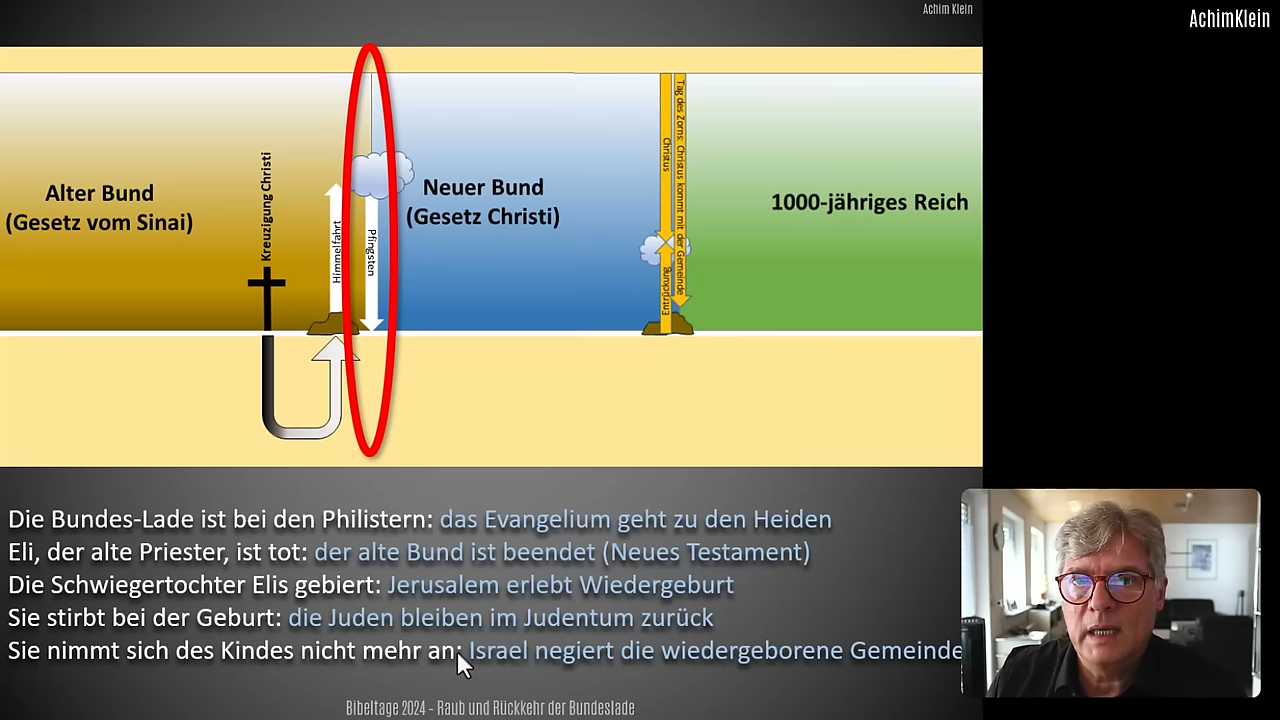 Achim Klein
AchimKlein
Alter Bund
(Gesetz vom Sinai)
Kreuzigung Christi
Himmelfahrt
Pfingsten
Neuer Bund
(Gesetz Christi)
Christus
Entrückung
Tag des Zorns: Christus kommt mit der Gemeinde
1000-jähriges Reich
Die Bundes-Lade ist bei den Philistern: das Evangelium geht zu den Heiden
Eli, der alte Priester, ist tot: der alte Bund ist beendet (Neues Testament)
Die Schwiegertochter Elis gebiert: Jerusalem erlebt Wiedergeburt
Sie stirbt bei der Geburt: die Juden bleiben im Judentum zurück
Sie nimmt sich des Kindes nicht mehr an: Israel negiert die wiedergeborene Gemeinde
Bibeltage 2024 - Raub und Rückkehr der Bundeslade